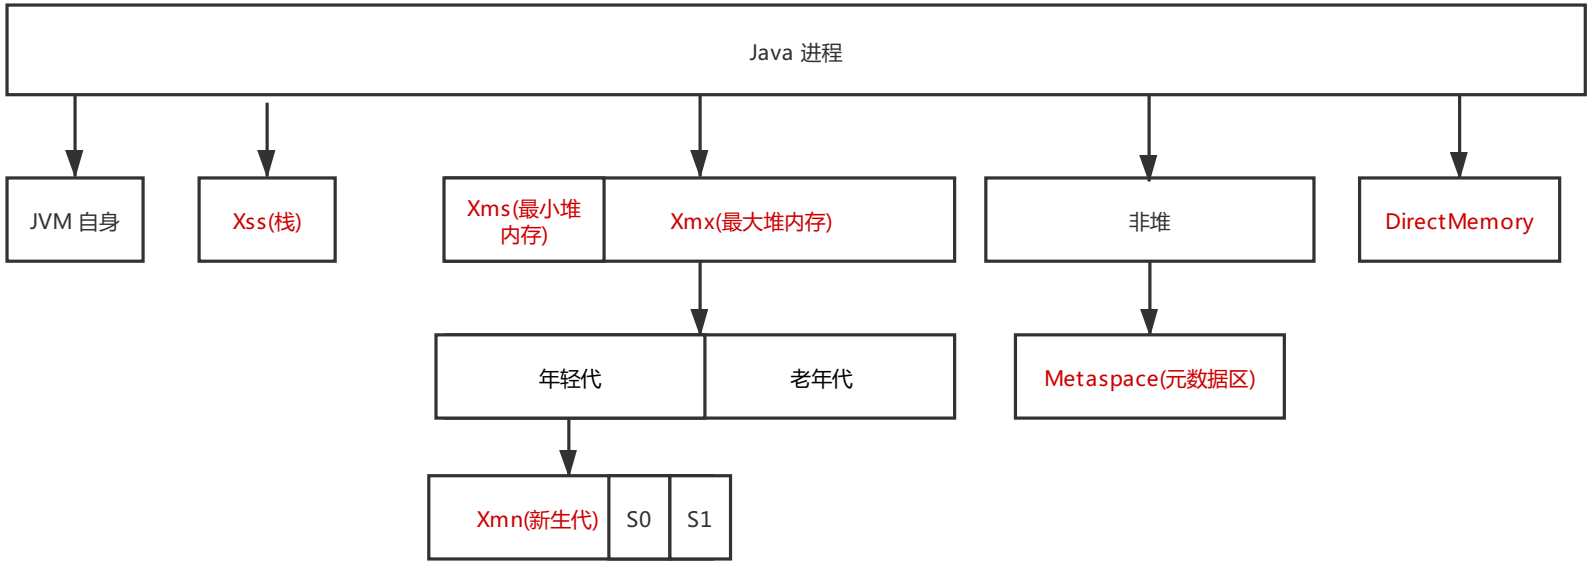 Java 进程
JVM 自身
Xss(栈)
Xms(最小堆
内存)
Xmx(最大堆内存)
非堆
DirectMemory
年轻代
老年代
Metaspace(元数据区)
Xmn(新生代)
S0
S1